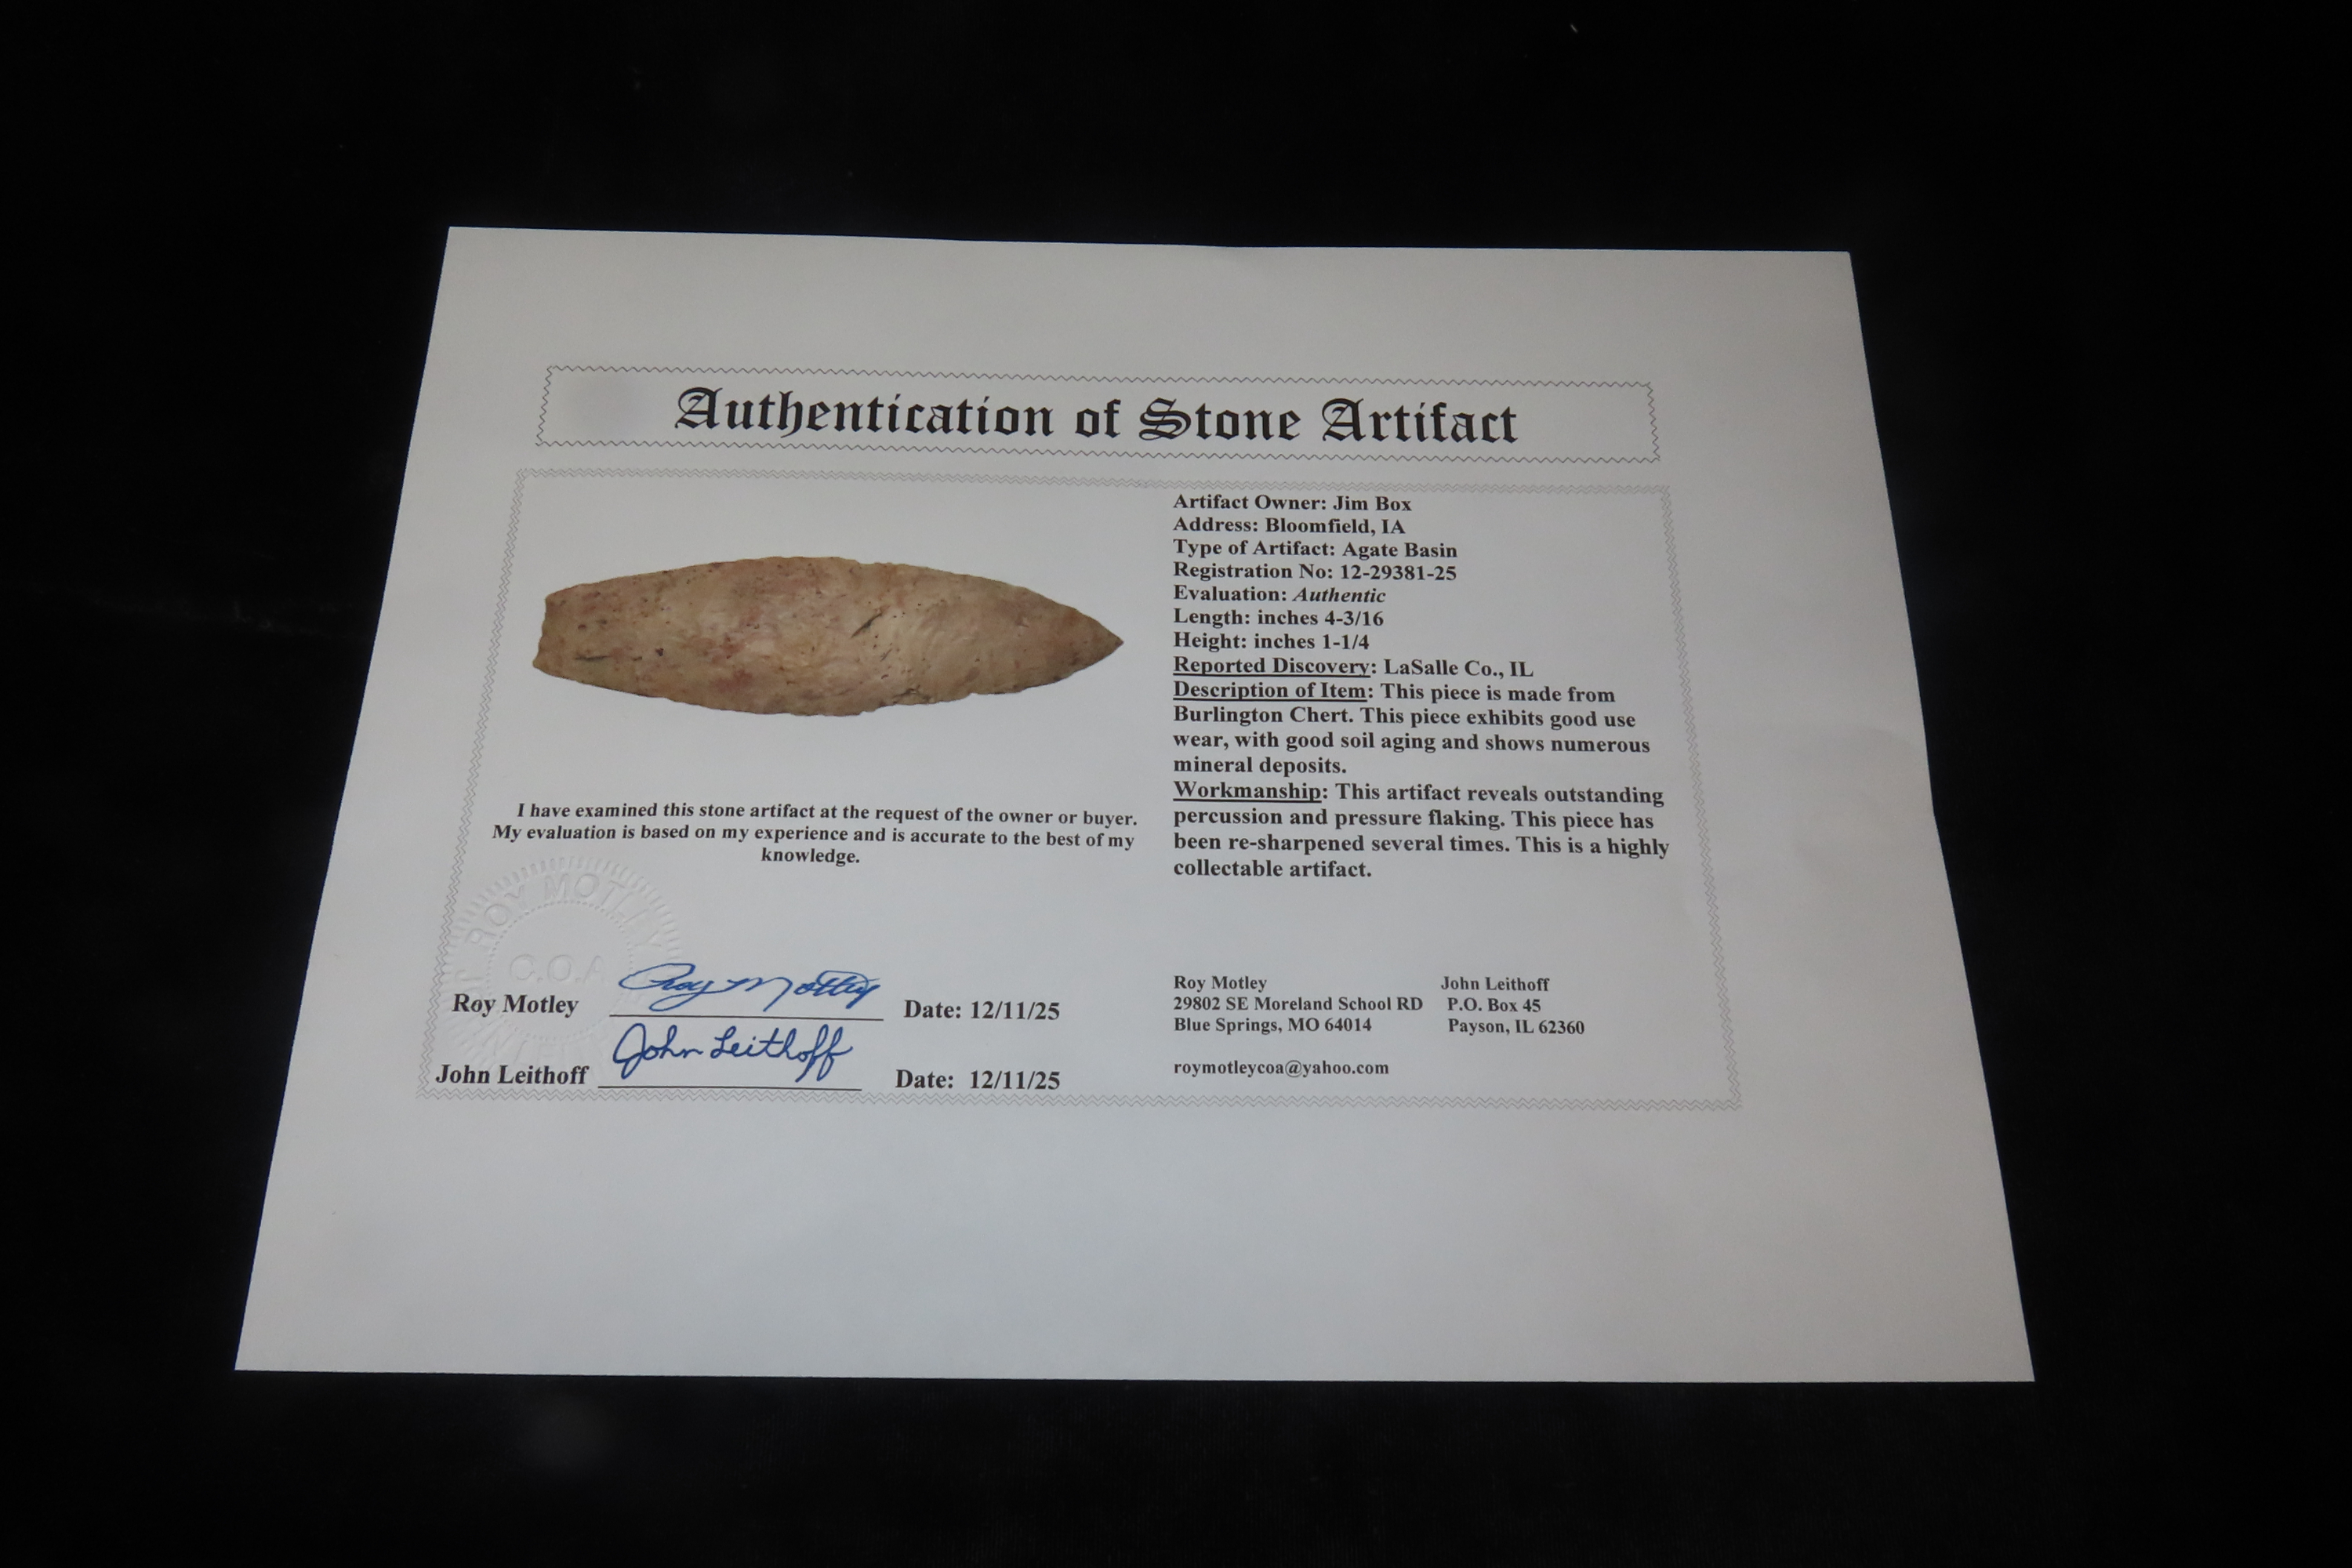 Authentication of Stone Artifact
Artifact Owner: Jim Box
Address: Bloomfield, IA
Type of Artifact: Agate Basin
Registration No: 12-29381-25
Evaluation: Authentic
Length: inches 4-3/16
Height: inches 1-1/4
Reported Discovery: LaSalle Co., IL
Description of Item: This piece is made from
Burlington Chert. This piece exhibits good use
wear, with good soil aging and shows numerous
mineral deposits.
Workmanship: This artifact reveals outstanding
percussion and pressure flaking. This piece has
been re-sharpened several times. This is a highly
collectable artifact.
I have examined this stone artifact at the request of the owner or buyer.
My evaluation is based on my experience and is accurate to the best of my
knowledge.
ROY MOTLEY
C.O.A
Roy Motley Roy Motley Date: 12/11/25
John Leithoff John Leithoff Date: 12/11/25
Roy Motley
29802 SE Moreland School RD
Blue Springs, MO 64014
roymotleycoa@yahoo.com
John Leithoff
P.O. Box 45
Payson, IL 62360